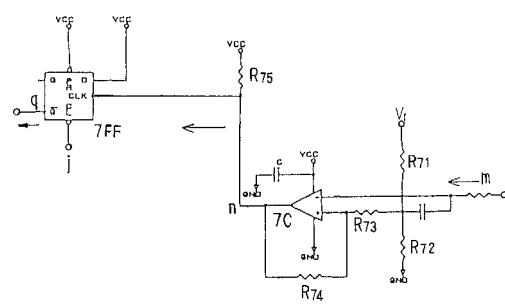 VCC VCC
VCC
Q D
CLK
R75
q
7FF
j
Vr
C VCC
R71
m
GND
n
7C
-
+
R73
R72
GND
GND
R74